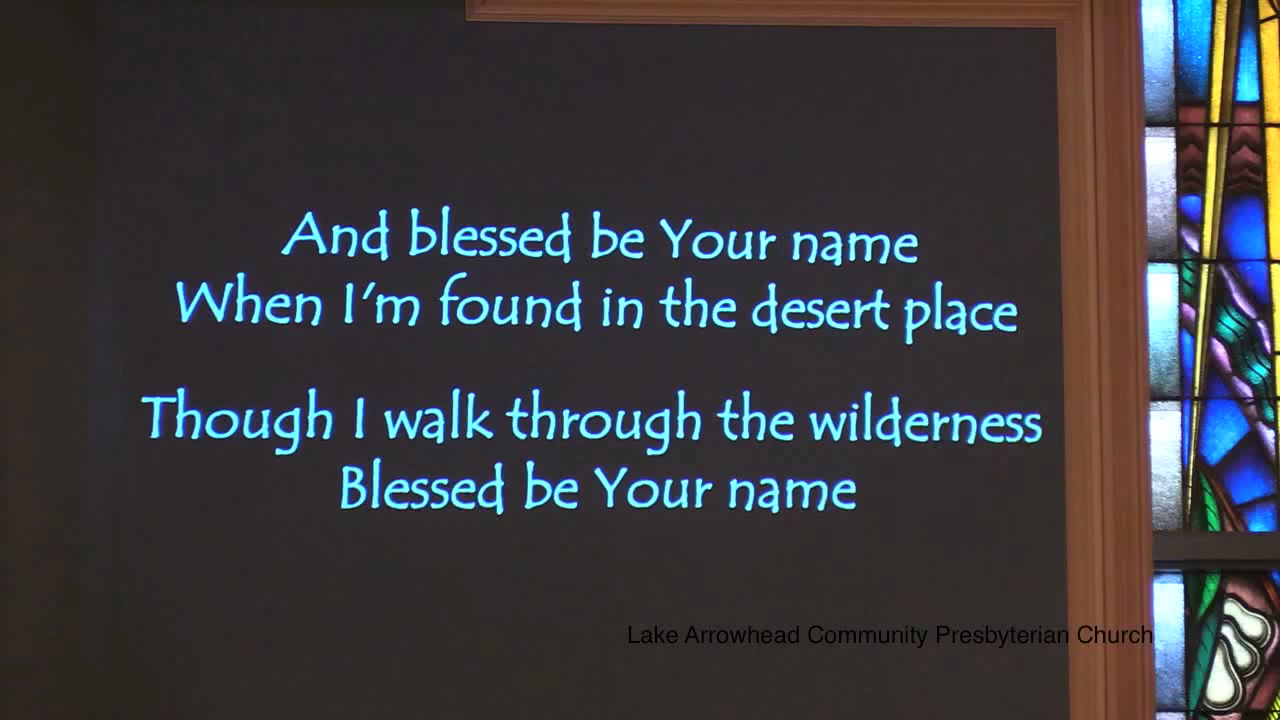 And blessed be Your name
When I'm found in the desert place
Though I walk through the wilderness
Blessed be Your name
Lake Arrowhead Community Presbyterian Church